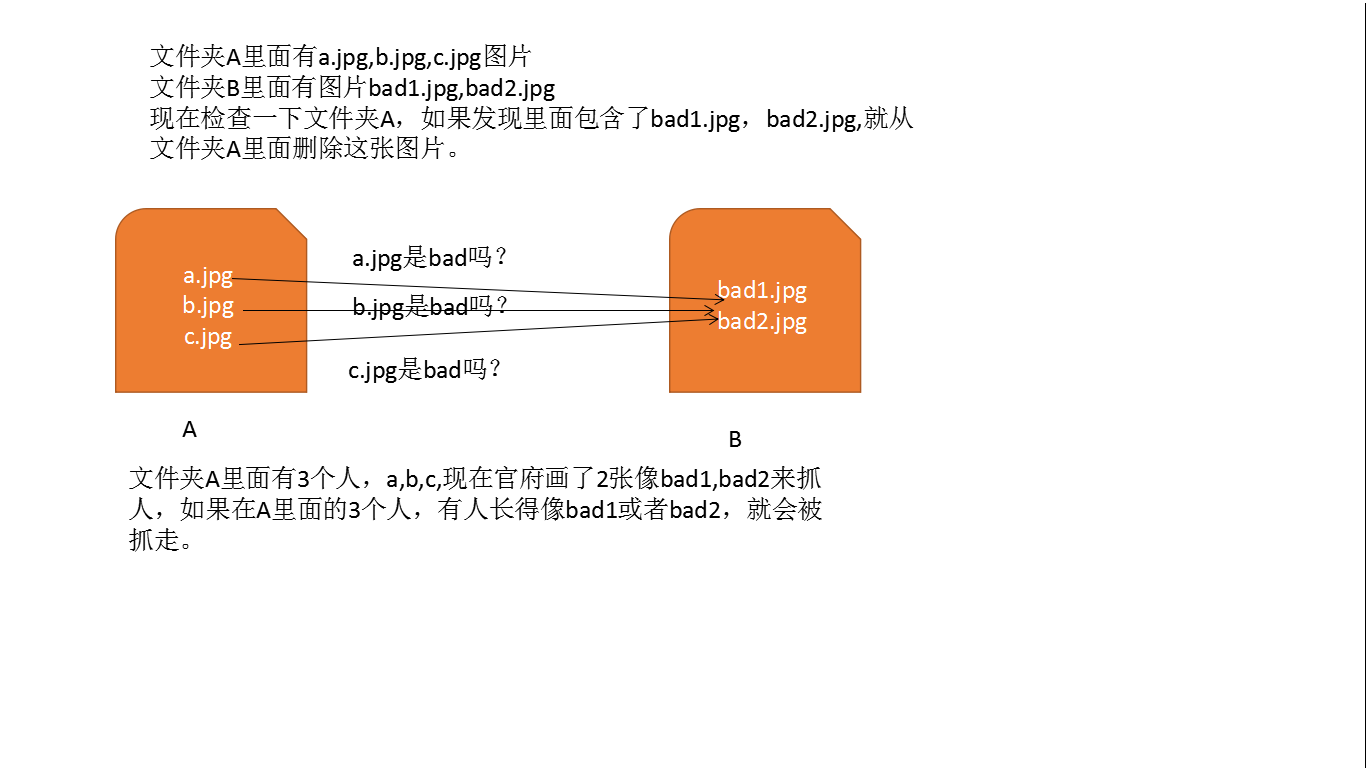 文件夹A里面有a.jpg,b.jpg,c.jpg图片
文件夹B里面有图片bad1.jpg,bad2.jpg
现在检查一下文件夹A，如果发现里面包含了bad1.jpg，bad2.jpg,就从
文件夹A里面删除这张图片。
a.jpg是bad吗？
a.jpg
b.jpg
c.jpg
b.jpg是bad吗？
c.jpg是bad吗？
bad1.jpg
bad2.jpg
A
B
文件夹A里面有3个人，a,b,c,现在官府画了2张像bad1,bad2来抓
人，如果在A里面的3个人，有人长得像bad1或者bad2，就会被
抓走。